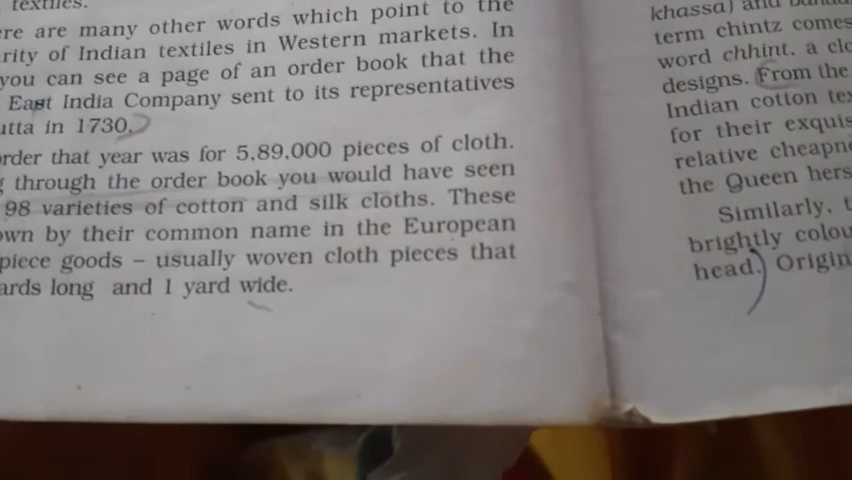 textiles.
ere are many other words which point to the
rity of Indian textiles in Western markets. In
you can see a page of an order book that the
East India Company sent to its representatives
utta in 1730.
order that year was for 5,89,000 pieces of cloth.
g through the order book you would have seen
98 varieties of cotton and silk cloths. These
own by their common name in the European
piece goods – usually woven cloth pieces that
ards long and 1 yard wide.
khassa) and
term chintz comes
word chhint, a clo
designs. From the
Indian cotton tex
for their exquis
relative cheapne
the Queen hers
Similarly, t
brightly colou
head. Origin